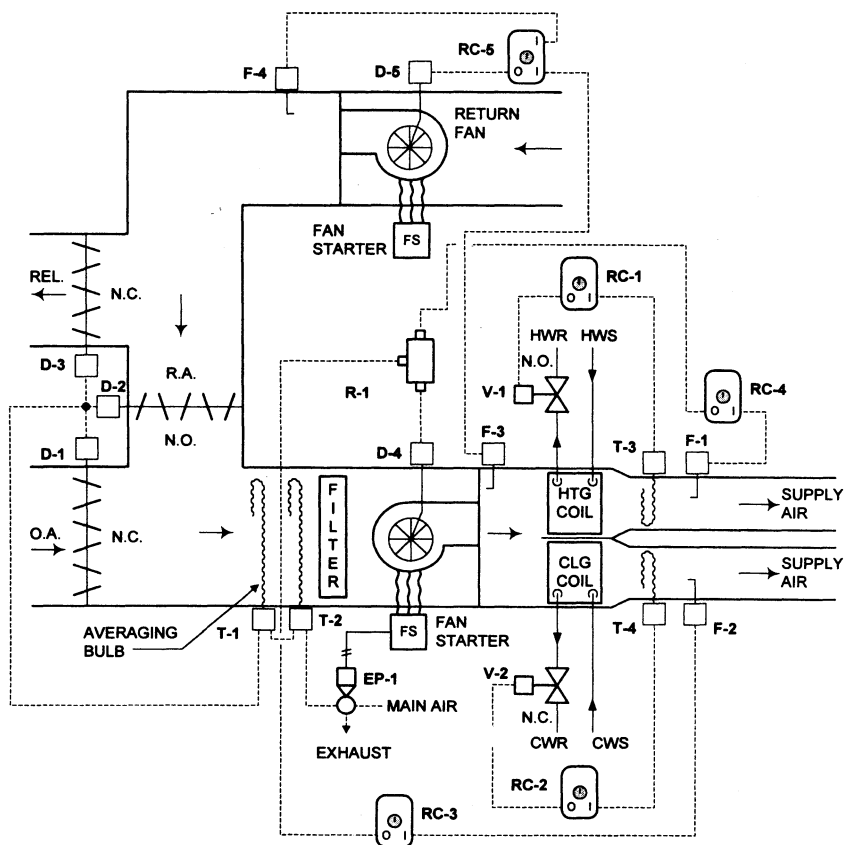 RC-5
I
O I
F-4
D-5
RETURN
FAN
FAN
STARTER
FS
REL.
N.C.
RC-1
O I
HWR
HWS
N.O.
D-3
D-2
R.A.
N.O.
R-1
V-1
RC-4
O I
D-1
D-4
F-3
T-3
F-1
FILTER
HTG
COIL
SUPPLY
AIR
O.A.
N.C.
CLG
COIL
SUPPLY
AIR
AVERAGING
BULB
T-1
T-2
FS
FAN
STARTER
T-4
F-2
EP-1
MAIN AIR
EXHAUST
V-2
N.C.
CWR
CWS
RC-2
O I
RC-3
O I